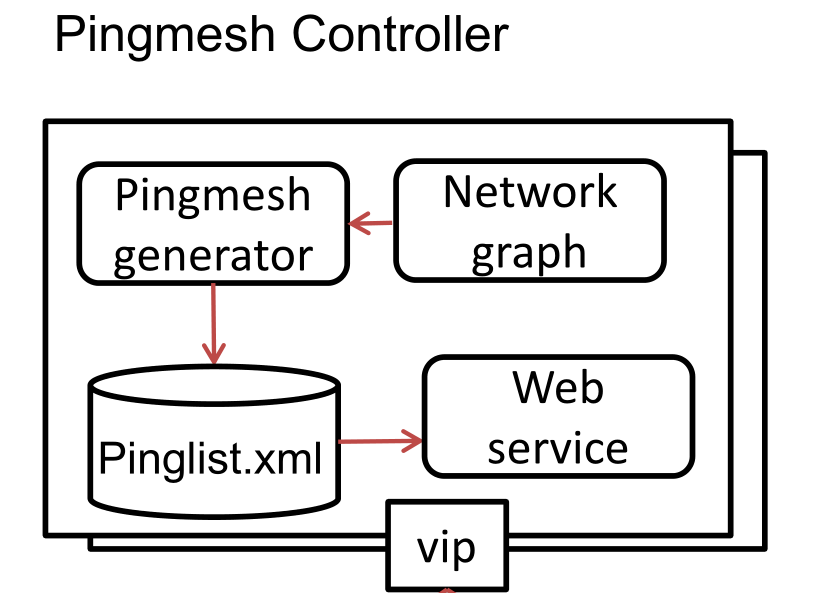 Pingmesh Controller
Pingmesh
generator
Network
graph
Pinglist.xml
Web
service
vip